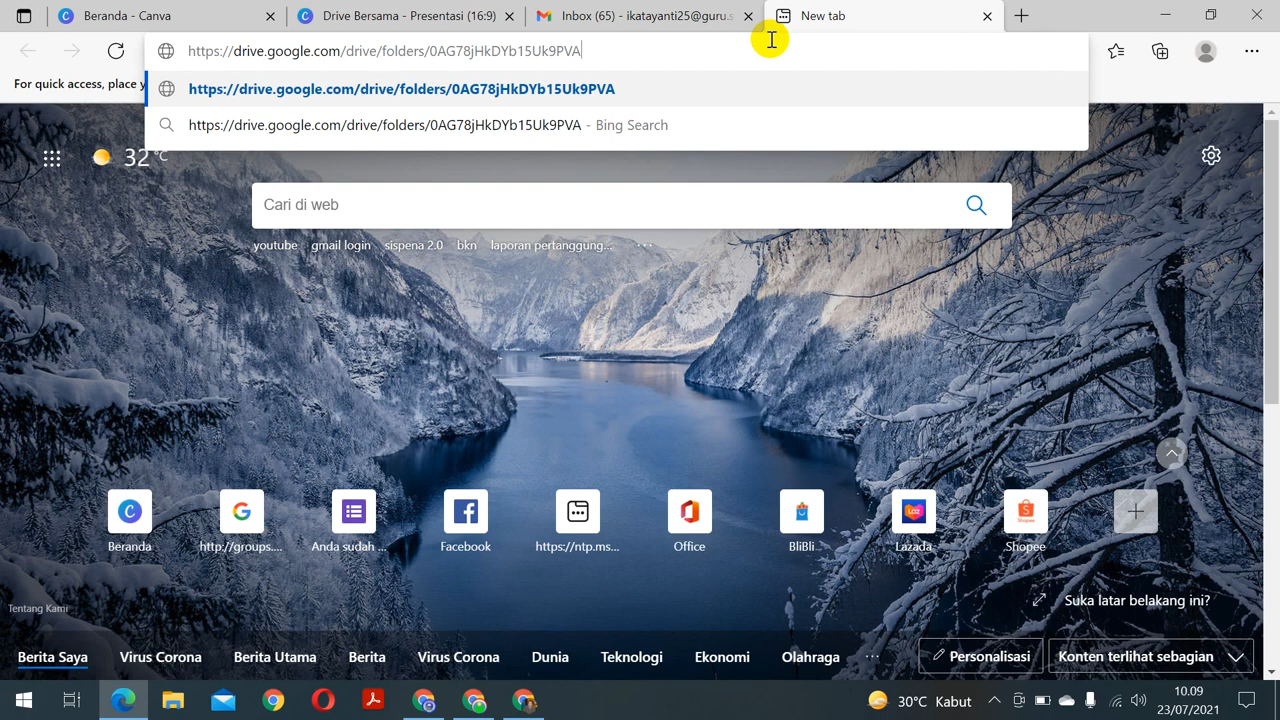 Beranda - Canva
Drive Bersama - Presentasi (16:9)
Inbox (65) - ikatayanti25@guru.s
New tab
https://drive.google.com/drive/folders/0AG78jHkDYb15Uk9PVA
For quick access, place y
https://drive.google.com/drive/folders/0AG78jHkDYb15Uk9PVA
https://drive.google.com/drive/folders/0AG78jHkDYb15Uk9PVA - Bing Search
32 °C
Cari di web
youtube gmail login sispena 2.0 bkn laporan pertanggung... ...
Beranda http://groups.... Anda sudah ... Facebook https://ntp.ms... Office BliBli Lazada Shopee
Tentang Kami
Suka latar belakang ini?
Berita Saya Virus Corona Berita Utama Berita Virus Corona Dunia Teknologi Ekonomi Olahraga ... Personalisasi Konten terlihat sebagian
30°C Kabut
10.09
23/07/2021